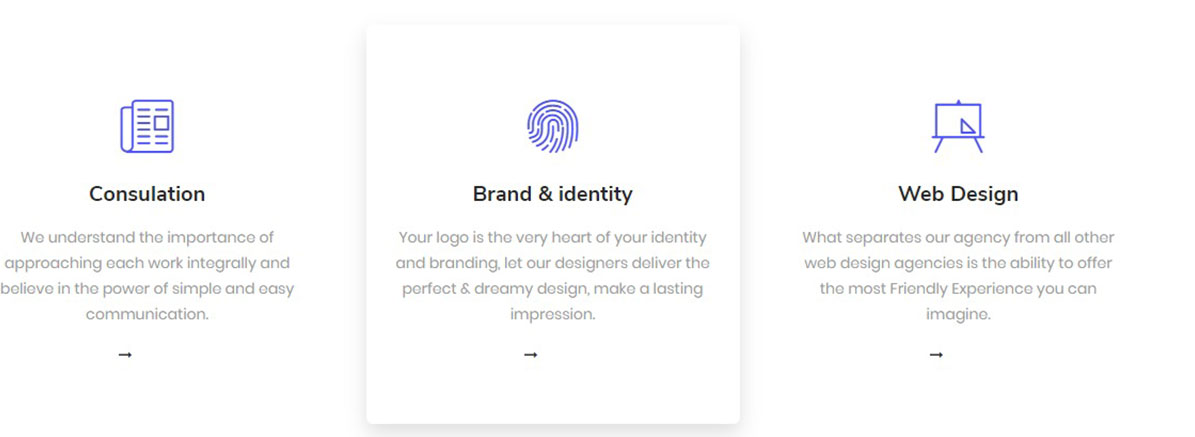 Consulation
We understand the importance of
approaching each work integrally and
believe in the power of simple and easy
communication.
→
Brand & identity
Your logo is the very heart of your identity
and branding, let our designers deliver the
perfect & dreamy design, make a lasting
impression.
→
Web Design
What separates our agency from all other
web design agencies is the ability to offer
the most Friendly Experience you can
imagine.
→